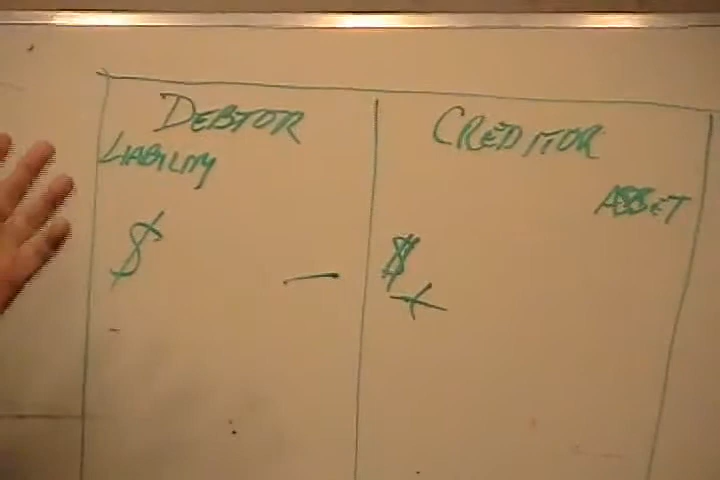 DEBTOR CREDITOR
LIABILITY
ASSET
$ $
- +